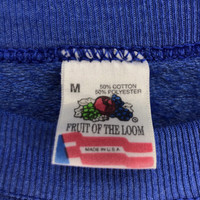 M
50% COTTON
50% POLYESTER
FRUIT OF THE LOOM
MADE IN U.S.A